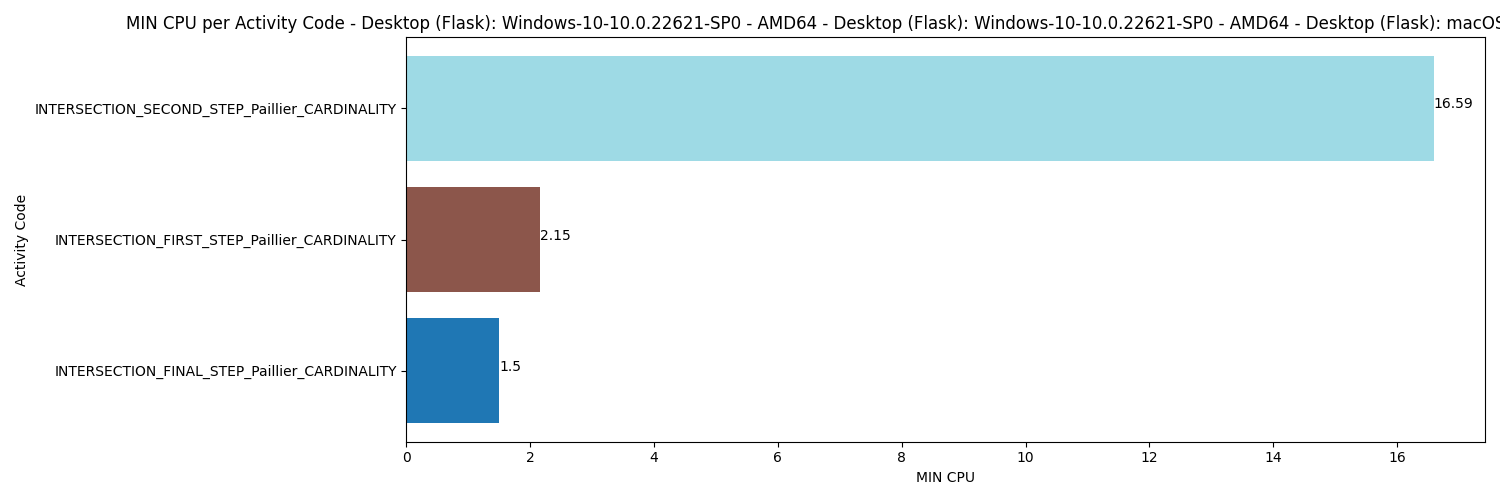 MIN CPU per Activity Code - Desktop (Flask): Windows-10-10.0.22621-SP0 - AMD64 - Desktop (Flask): Windows-10-10.0.22621-SP0 - AMD64 - Desktop (Flask): macOS
INTERSECTION_SECOND_STEP_Paillier_CARDINALITY
16.59
INTERSECTION_FIRST_STEP_Paillier_CARDINALITY
2.15
INTERSECTION_FINAL_STEP_Paillier_CARDINALITY
1.5
Activity Code
0 2 4 6 8 10 12 14 16
MIN CPU